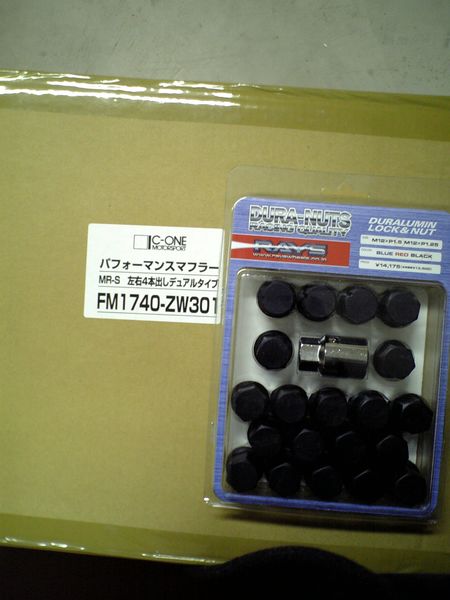 C-ONE
MOTORSPORT
パフォーマンスマフラー
MR-S 左右4本出しデュアルタイプ
FM1740-ZW301
DURA-NUTS
RACING QUALITY
RAYS
DURALUMIN
LOCK & NUT
M12×P1.5 M12×P1.25
BLUE RED BLACK
¥14,175